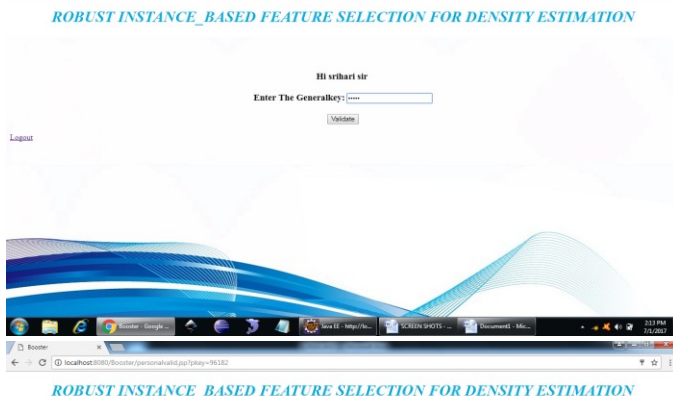 ROBUST INSTANCE_BASED FEATURE SELECTION FOR DENSITY ESTIMATION
Hi srihari sir
Enter The Generalkey: •••••
Validate
Logout
Booster - Google ...
Java EE - http://lo...
SCREEN SHOTS - ...
Document1 - Mic...
2:13 PM
7/1/2017
Booster
localhost:8080/Booster/personalvalid.jsp?pkey=96182
ROBUST INSTANCE_BASED FEATURE SELECTION FOR DENSITY ESTIMATION